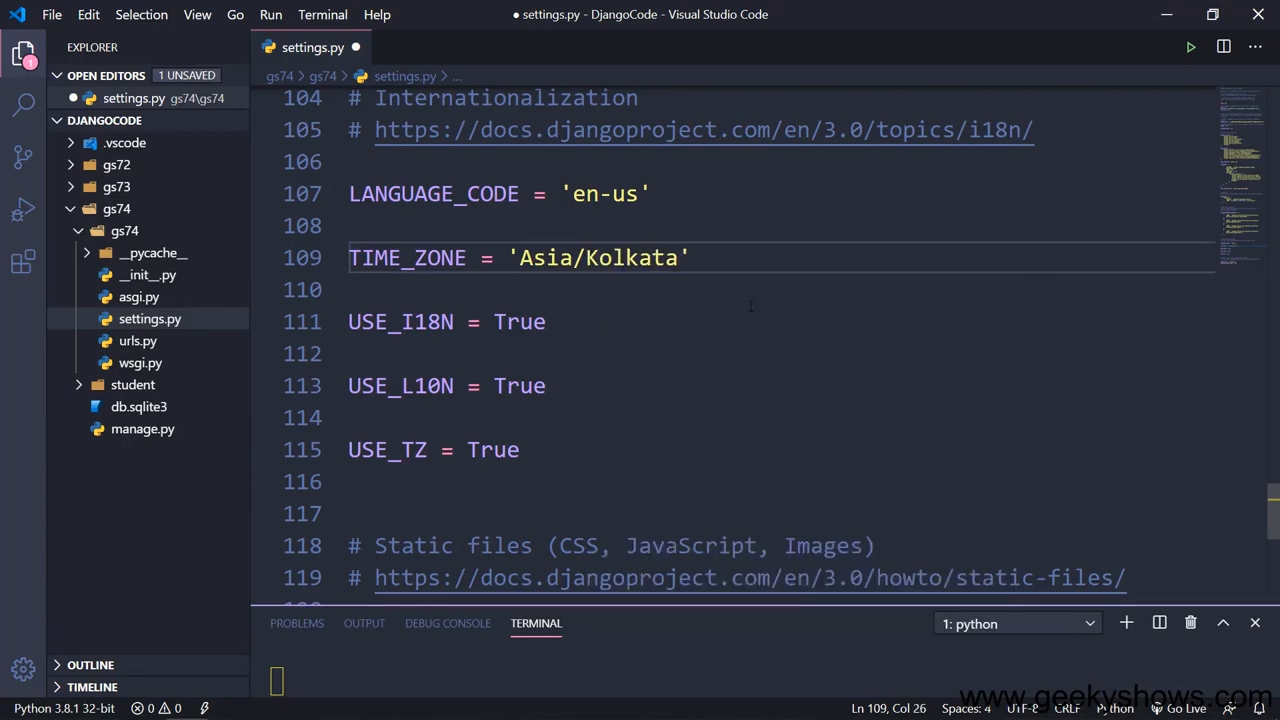 File Edit Selection View Go Run Terminal Help
● settings.py - DjangoCode - Visual Studio Code
EXPLORER
OPEN EDITORS 1 UNSAVED
settings.py gs74\gs74
DJANGOCODE
.vscode
gs72
gs73
gs74
gs74
__pycache__
__init__.py
asgi.py
settings.py
urls.py
wsgi.py
student
db.sqlite3
manage.py
OUTLINE
TIMELINE
1
settings.py
gs74 > gs74 > settings.py > ...
104 # Internationalization
105 # https://docs.djangoproject.com/en/3.0/topics/i18n/
106
107 LANGUAGE_CODE = 'en-us'
108
109 TIME_ZONE = 'Asia/Kolkata'
110
111 USE_I18N = True
112
113 USE_L10N = True
114
115 USE_TZ = True
116
117
118 # Static files (CSS, JavaScript, Images)
119 # https://docs.djangoproject.com/en/3.0/howto/static-files/
PROBLEMS OUTPUT DEBUG CONSOLE TERMINAL
1: python
www.geekyshows.com
Python 3.8.1 32-bit 0 0
Ln 109, Col 26 Spaces: 4 UTF-8 CRLF Python Go Live